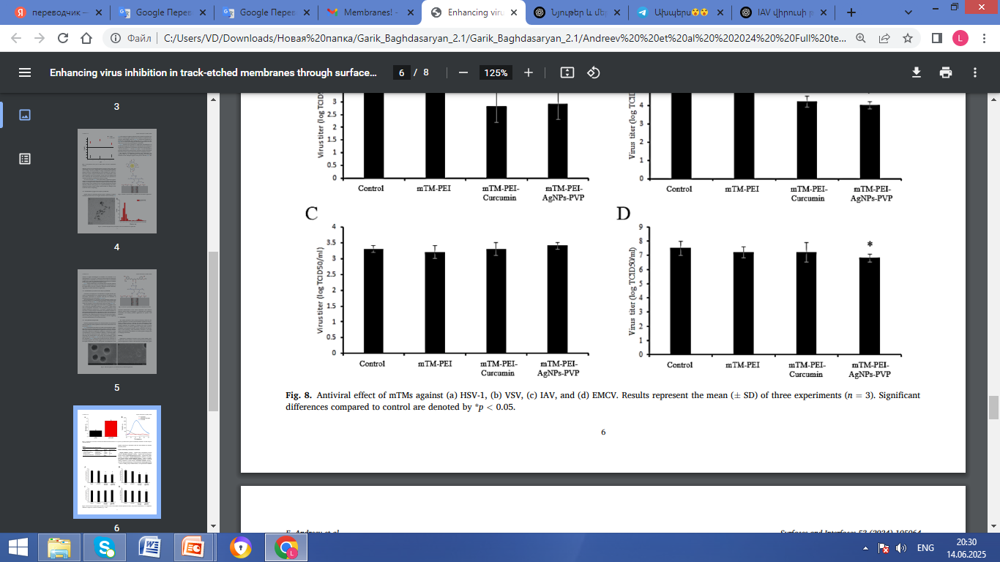 переводчик –
Google Перев
Google Перев
Membranes! -
Enhancing viru
Նյութեր և մեր
Ախպերս
IAV վիրուսի
Файл
C:/Users/VD/Downloads/Новая%20папка/Garik_Baghdasaryan_2.1/Garik_Baghdasaryan_2.1/Andreev%20%20et%20al%20%202024%20%20Full%20te...
L
Enhancing virus inhibition in track-etched membranes through surface...
6 / 8
125%
3
4
5
6
Virus titer (log TCID5
3
2.5
2
1.5
1
0.5
0
Control
mTM-PEI
mTM-PEI-
Curcumin
mTM-PEI-
AgNPs-PVP
Virus titer (log TCID
4
3
2
1
0
Control
mTM-PEI
mTM-PEI-
Curcumin
mTM-PEI-
AgNPs-PVP
C
Virus titer (log TCID50/ml)
4
3.5
3
2.5
2
1.5
1
0.5
0
Control
mTM-PEI
mTM-PEI-
Curcumin
mTM-PEI-
AgNPs-PVP
D
Virus titer (log TCID50/ml)
9
8
7
6
5
4
3
2
1
0
*
Control
mTM-PEI
mTM-PEI-
Curcumin
mTM-PEI-
AgNPs-PVP
Fig. 8. Antiviral effect of mTMs against (a) HSV-1, (b) VSV, (c) IAV, and (d) EMCV. Results represent the mean (± SD) of three experiments (n = 3). Significant
differences compared to control are denoted by *p < 0.05.
6
E. Andreev et al.
Surfaces and Interfaces 53 (2024) 105064
ENG
20:30
14.06.2025